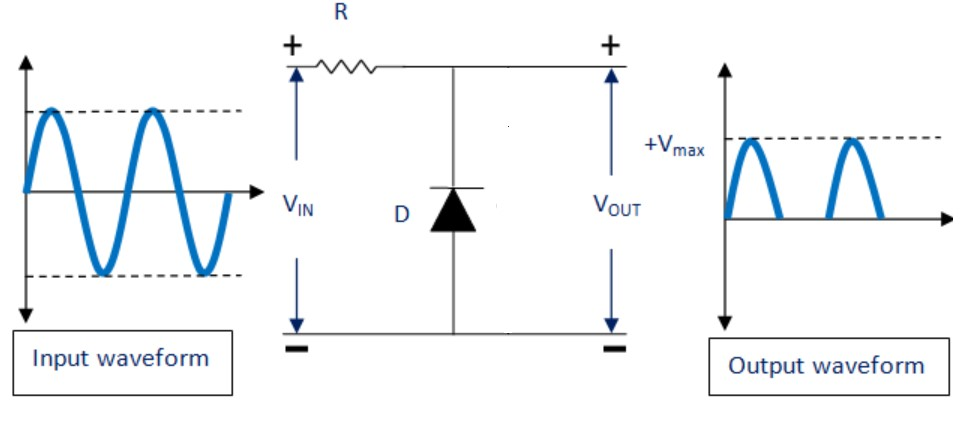 R
+
+
+Vmax
VIN
D
VOUT
Input waveform
Output waveform